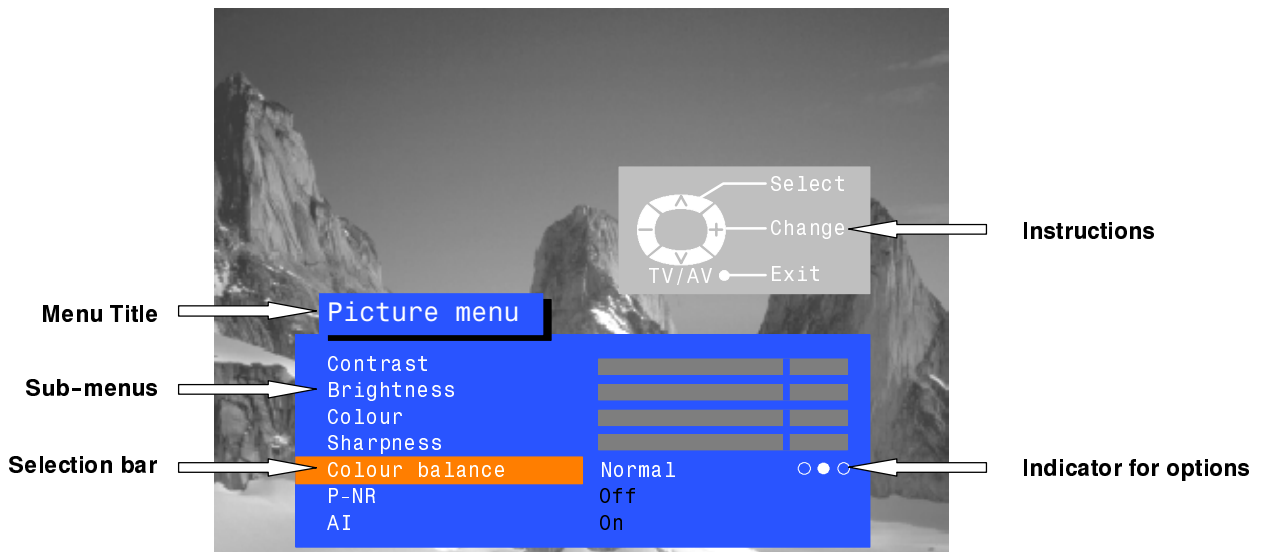 Select
Change
Instructions
TV/AV
Exit
Menu Title
Picture menu
Contrast
Sub-menus
Brightness
Colour
Sharpness
Selection bar
Colour balance
Normal
Indicator for options
P-NR
Off
AI
On